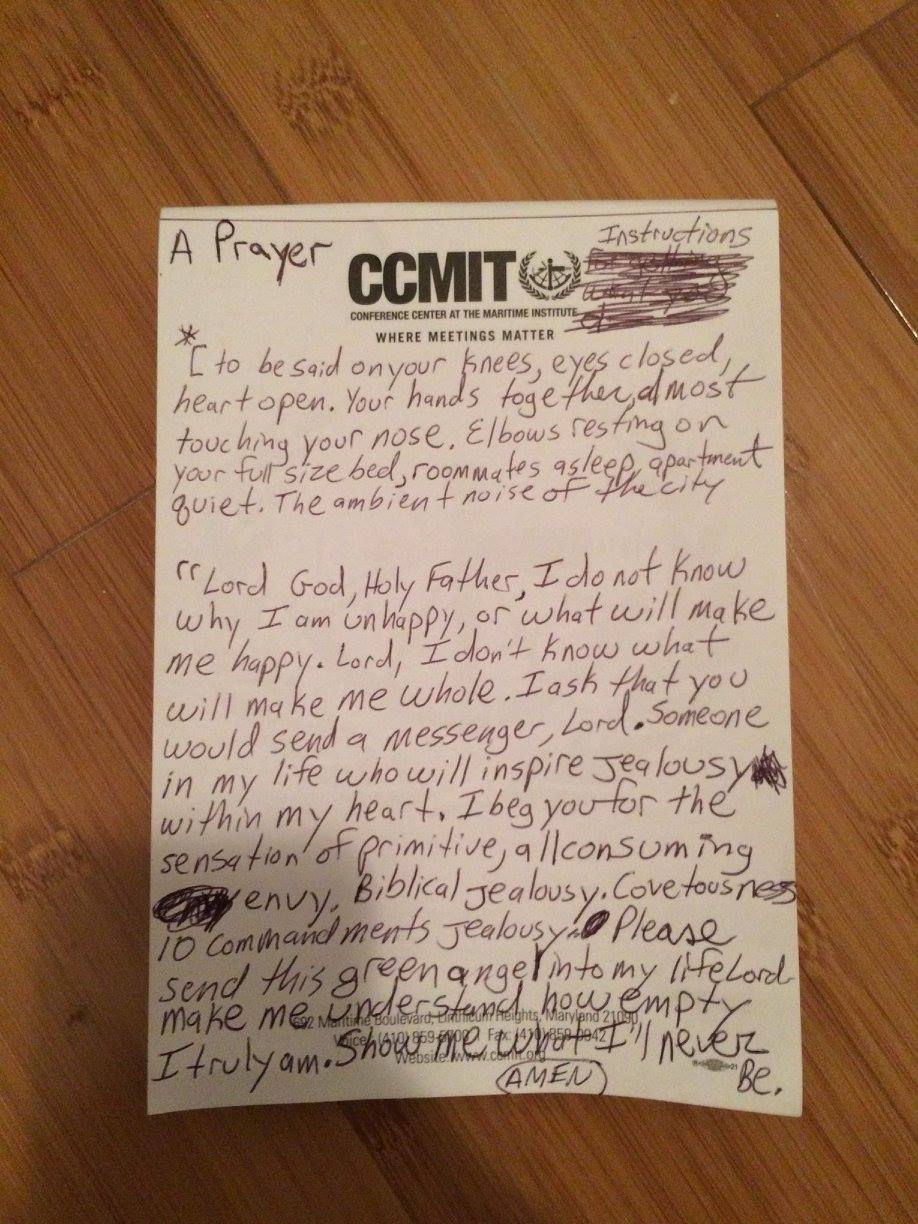 A Prayer
Instructions
CCMIT
CONFERENCE CENTER AT THE MARITIME INSTITUTE
WHERE MEETINGS MATTER
*[to be said on your knees, eyes closed,
heart open. Your hands together, almost
touching your nose. Elbows resting on
your full size bed, roommates asleep, apartment
quiet. The ambient noise of the city
"Lord God, Holy Father, I do not know
why I am unhappy, or what will make
me happy. Lord, I don't know what
will make me whole. I ask that you
would send a messenger, Lord. Someone
in my life who will inspire jealousy
within my heart. I beg you for the
sensation of primitive, all consuming
envy. Biblical jealousy. Covetousness
10 commandments jealousy. Please
send this green angel into my life Lord
make me understand how empty
I truly am. Show me what I'll never
Be.
AMEN
692 Maritime Boulevard, Linthicum Heights, Maryland 21090
Voice: (410) 859-5700 Fax: (410) 859-0942
Website: www.ccmit.org